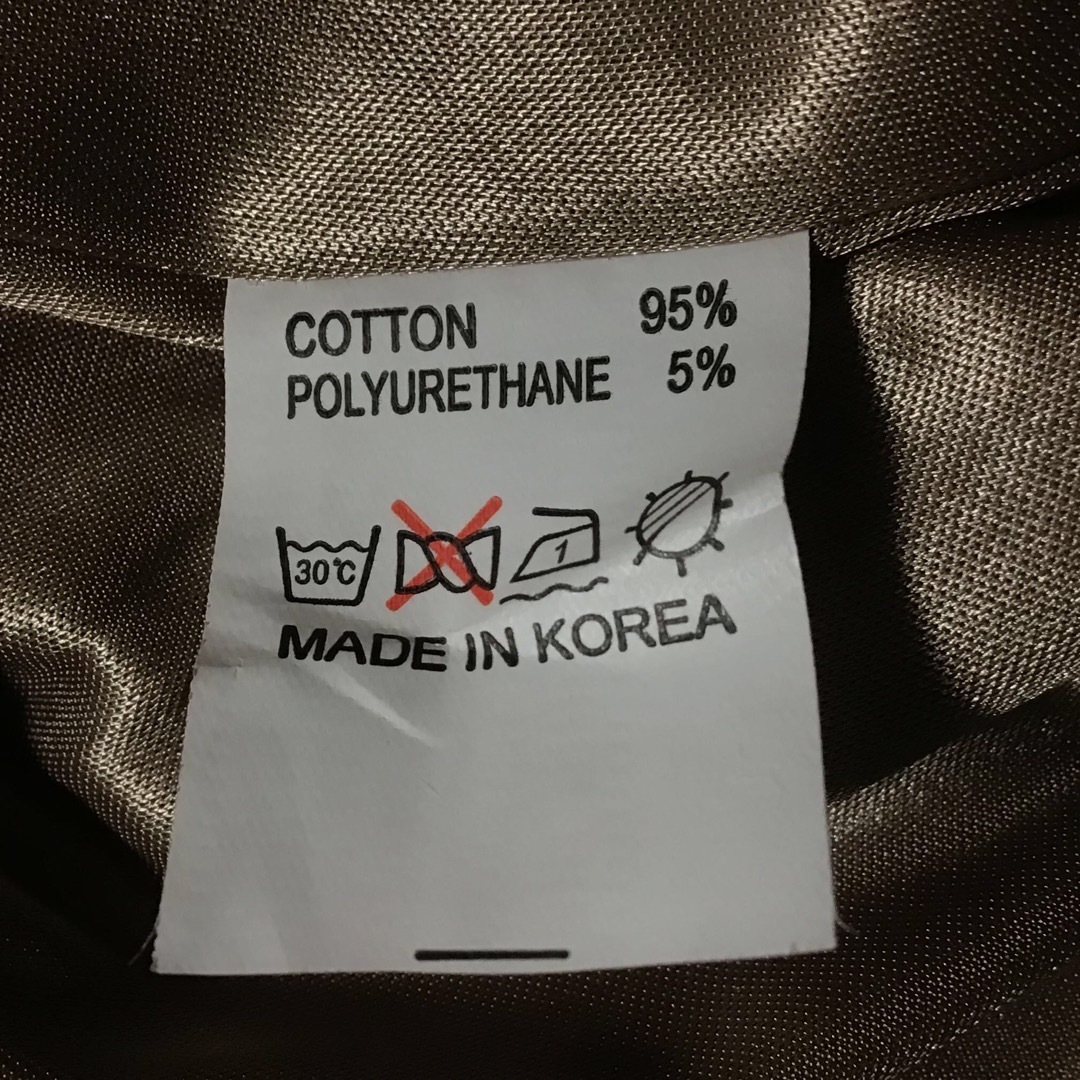 COTTON 95%
POLYURETHANE 5%
30℃ 1
MADE IN KOREA